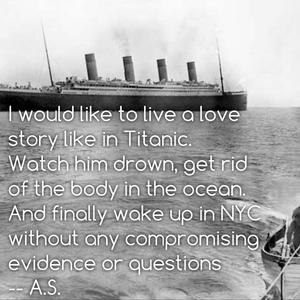 I would like to live a love
story like in Titanic.
Watch him drown, get rid
of the body in the ocean.
And finally wake up in NYC
without any compromising
evidence or questions
-- A.S.